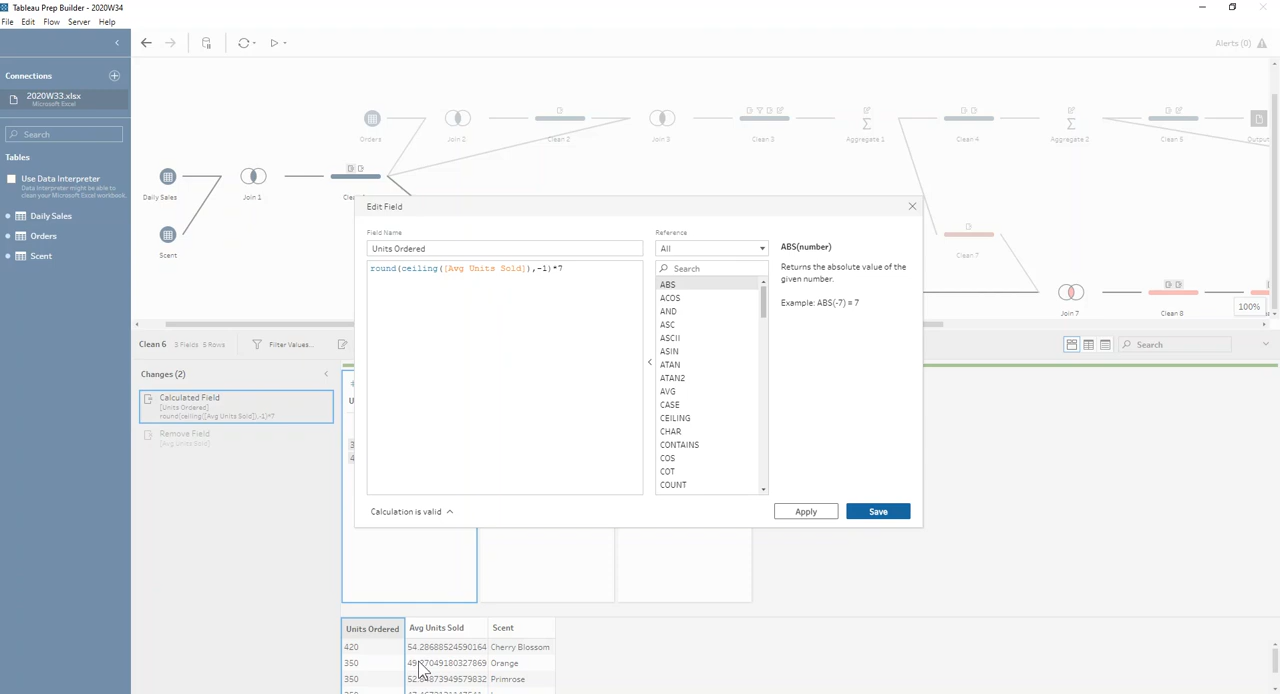 Tableau Prep Builder - 2020W34
File Edit Flow Server Help
Alerts (0)
Connections
2020W33.xlsx
Microsoft Excel
Search
Tables
Use Data Interpreter
Data Interpreter might be able to
clean your Microsoft Excel workbook.
Daily Sales
Orders
Scent
Orders
Join 2
Clean 2
Join 3
Clean 3
Aggregate 1
Clean 4
Aggregate 2
Clean 5
Output
Daily Sales
Join 1
Scent
Clean 7
Join 7
Clean 8
100%
Edit Field
Field Name
Units Ordered
round(ceiling([Avg Units Sold]),-1)*7
Calculation is valid
Reference
All
Search
ABS
ACOS
AND
ASC
ASCII
ASIN
ATAN
ATAN2
AVG
CASE
CEILING
CHAR
CONTAINS
COS
COT
COUNT
ABS(number)
Returns the absolute value of the
given number.
Example: ABS(-7) = 7
Apply
Save
Clean 6 3 Fields 5 Rows
Filter Values...
Search
Changes (2)
Calculated Field
[Units Ordered]
round(ceiling([Avg Units Sold]),-1)*7
Remove Field
[Avg Units Sold]
Units Ordered Avg Units Sold Scent
420 54.28688524590164 Cherry Blossom
350 Orange
350 Primrose